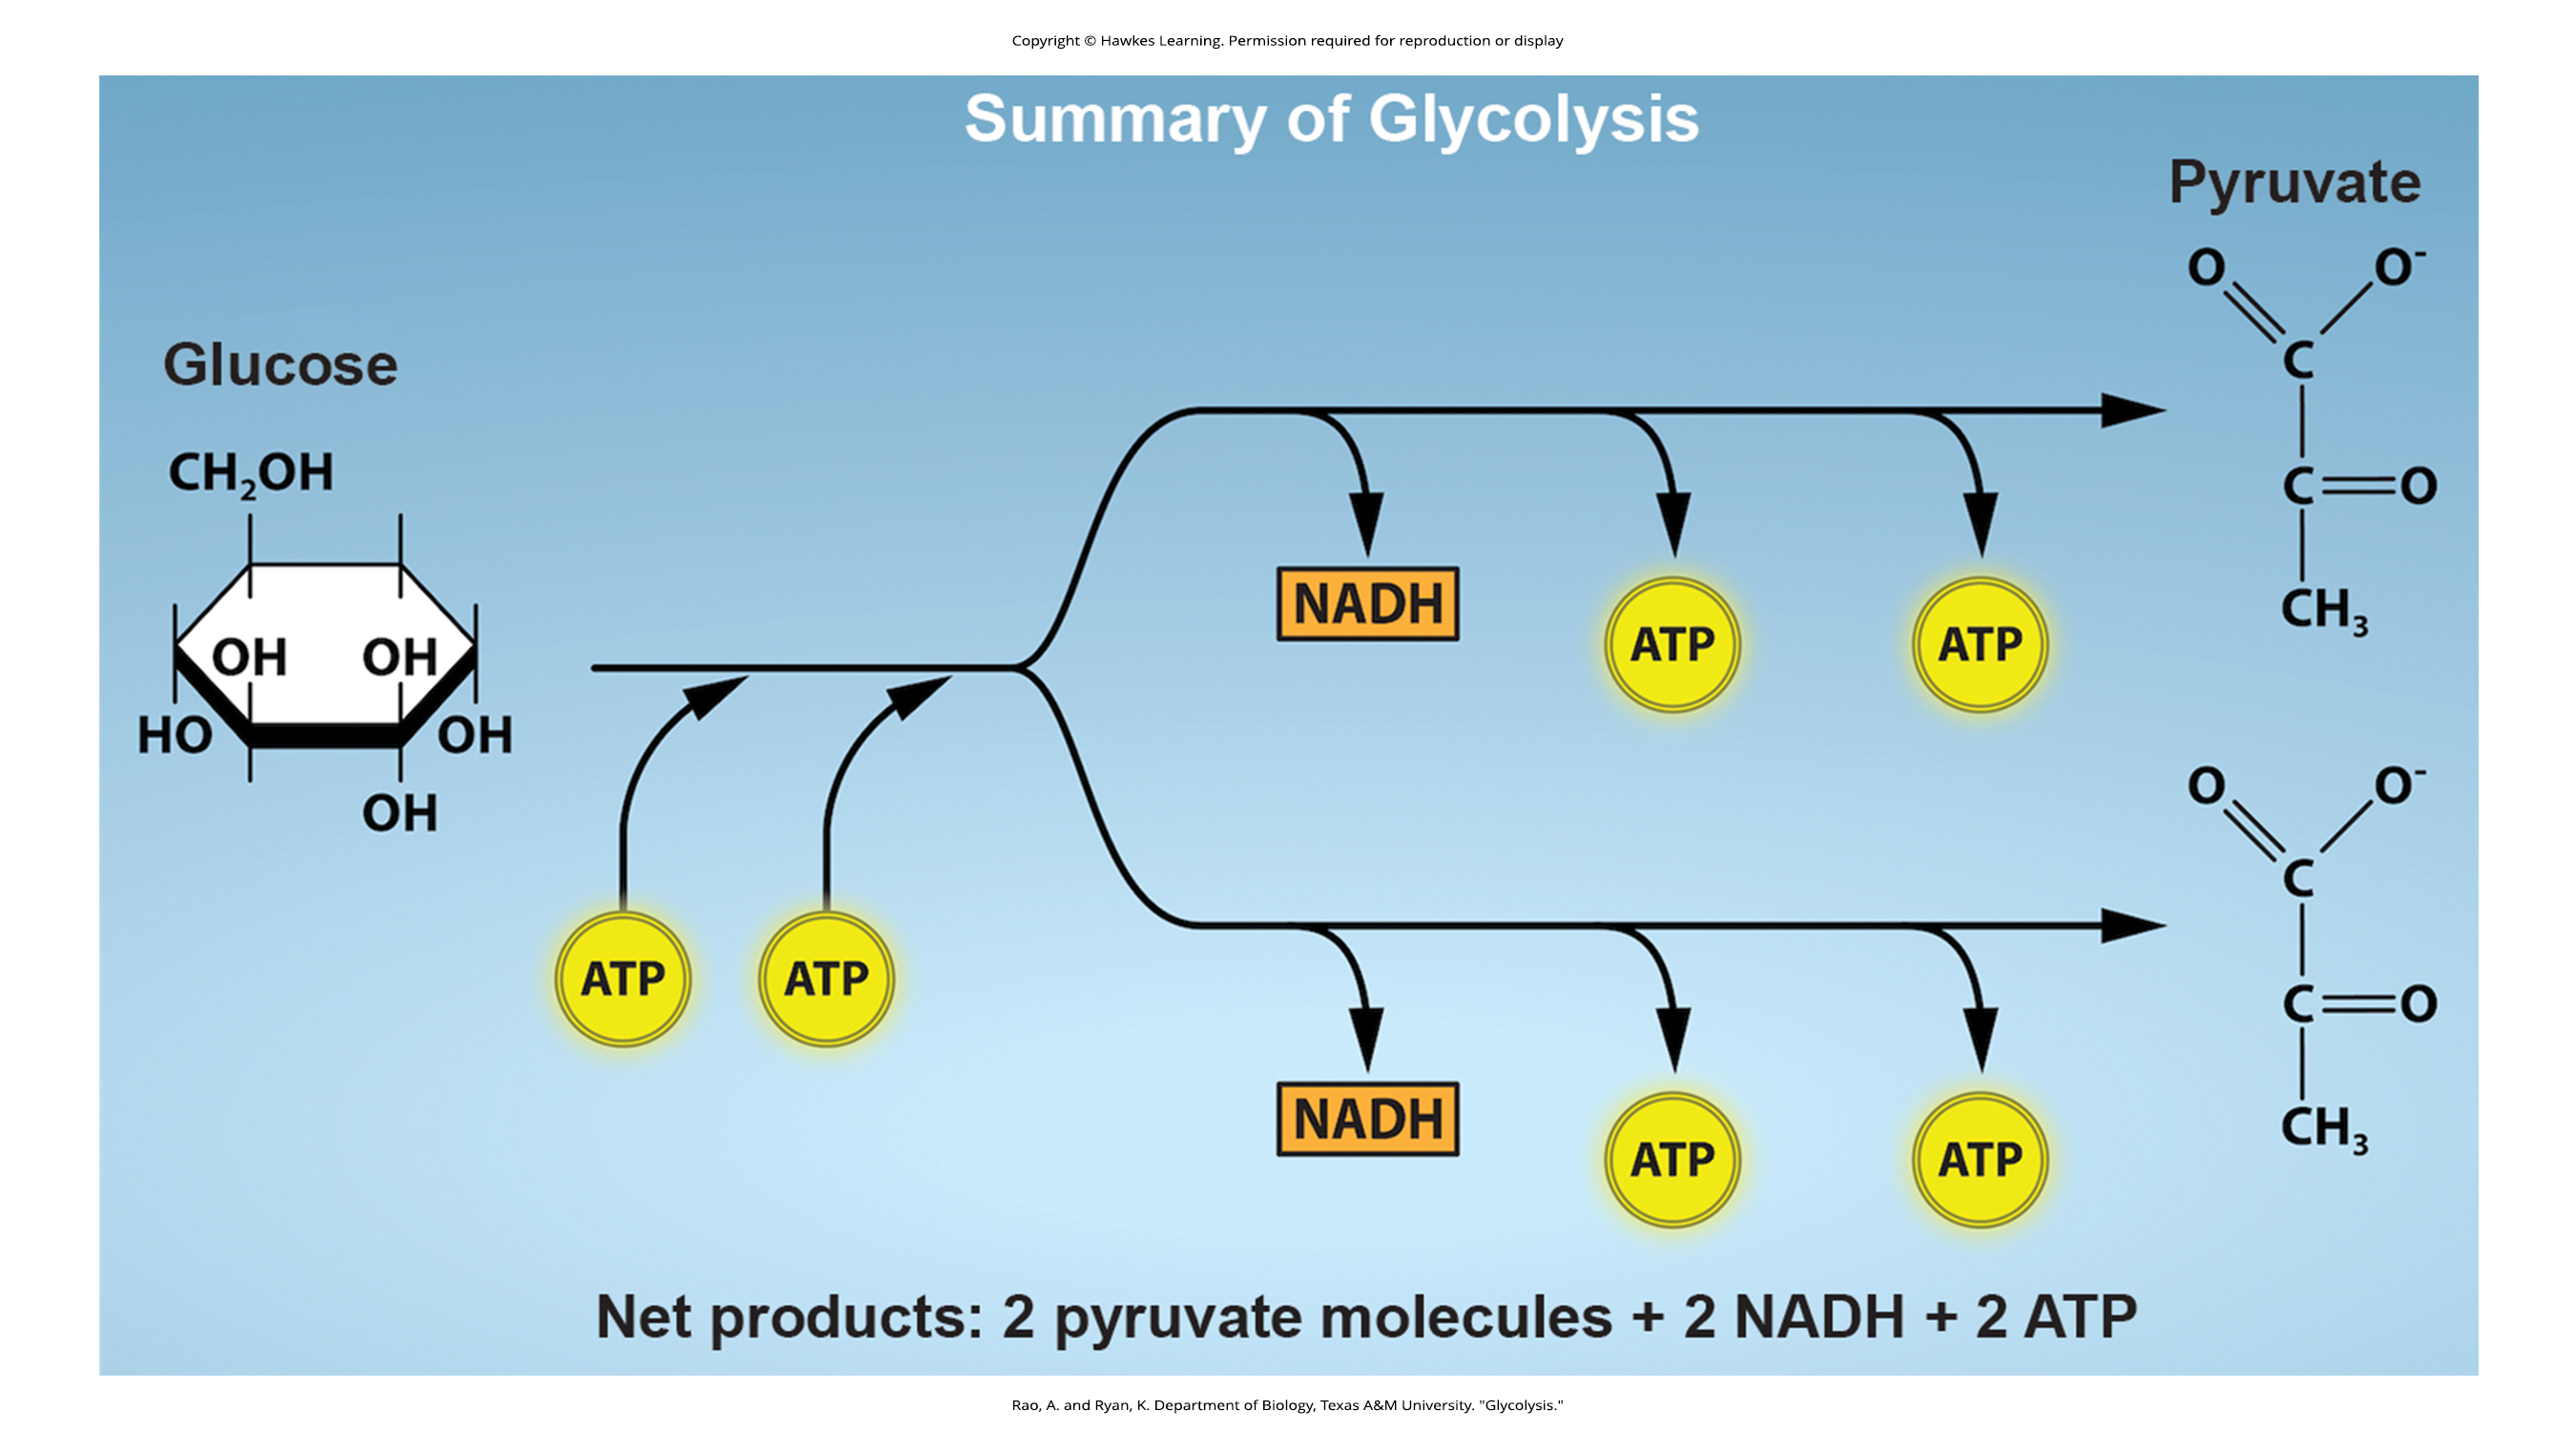 Copyright © Hawkes Learning. Permission required for reproduction or display
Summary of Glycolysis
Glucose
CH₂OH
OH OH
HO OH
OH
ATP ATP
NADH ATP ATP
NADH ATP ATP
Pyruvate
O O⁻
C
C O
CH₃
O O⁻
C
C O
CH₃
Net products: 2 pyruvate molecules + 2 NADH + 2 ATP
Rao, A. and Ryan, K. Department of Biology, Texas A&M University. "Glycolysis."